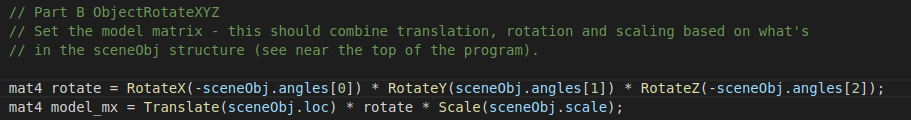 // Part B ObjectRotateXYZ
// Set the model matrix - this should combine translation, rotation and scaling based on what's
// in the sceneObj structure (see near the top of the program).
mat4 rotate = RotateX(-sceneObj.angles[0]) * RotateY(sceneObj.angles[1]) * RotateZ(-sceneObj.angles[2]);
mat4 model_mx = Translate(sceneObj.loc) * rotate * Scale(sceneObj.scale);